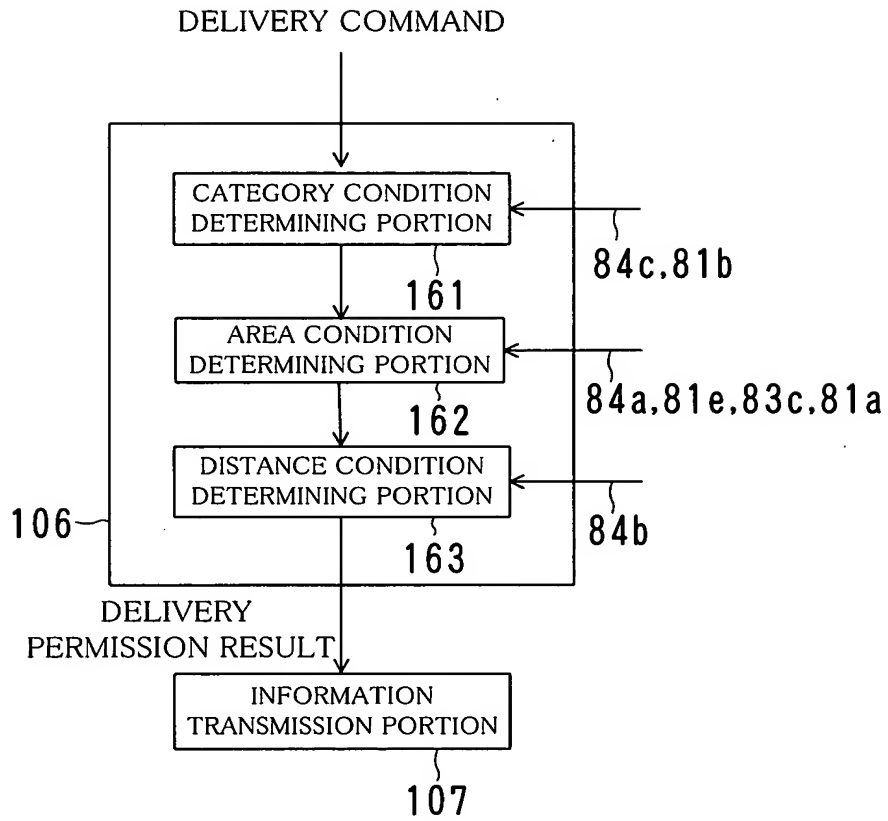 DELIVERY COMMAND
CATEGORY CONDITION
DETERMINING PORTION
84c,81b
161
AREA CONDITION
DETERMINING PORTION
84a,81e,83c,81a
162
DISTANCE CONDITION
DETERMINING PORTION
84b
106
163
DELIVERY
PERMISSION RESULT
INFORMATION
TRANSMISSION PORTION
107